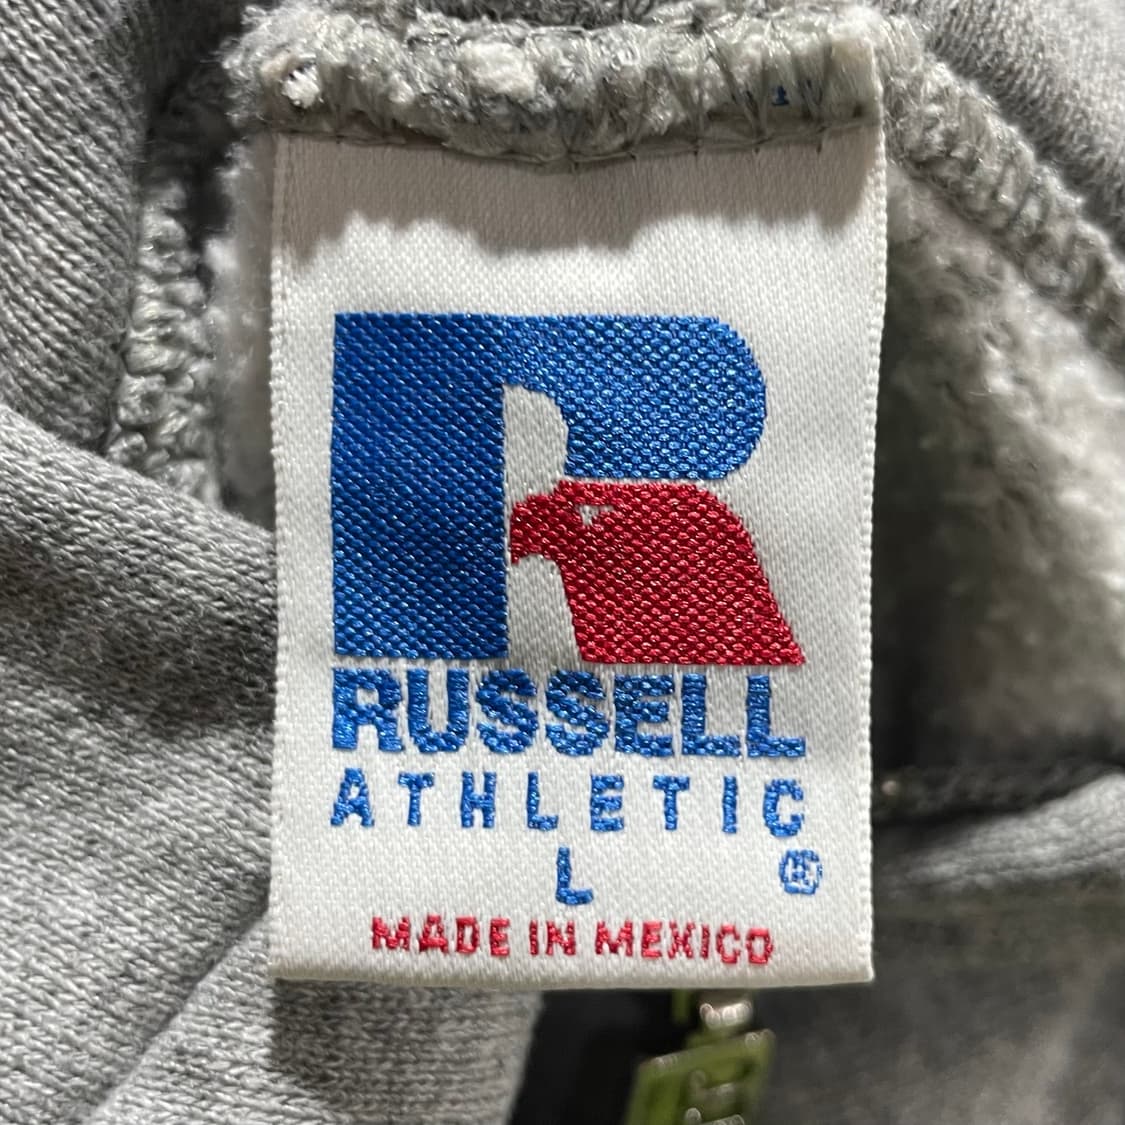 R
RUSSELL
ATHLETIC
L ®
MADE IN MEXICO